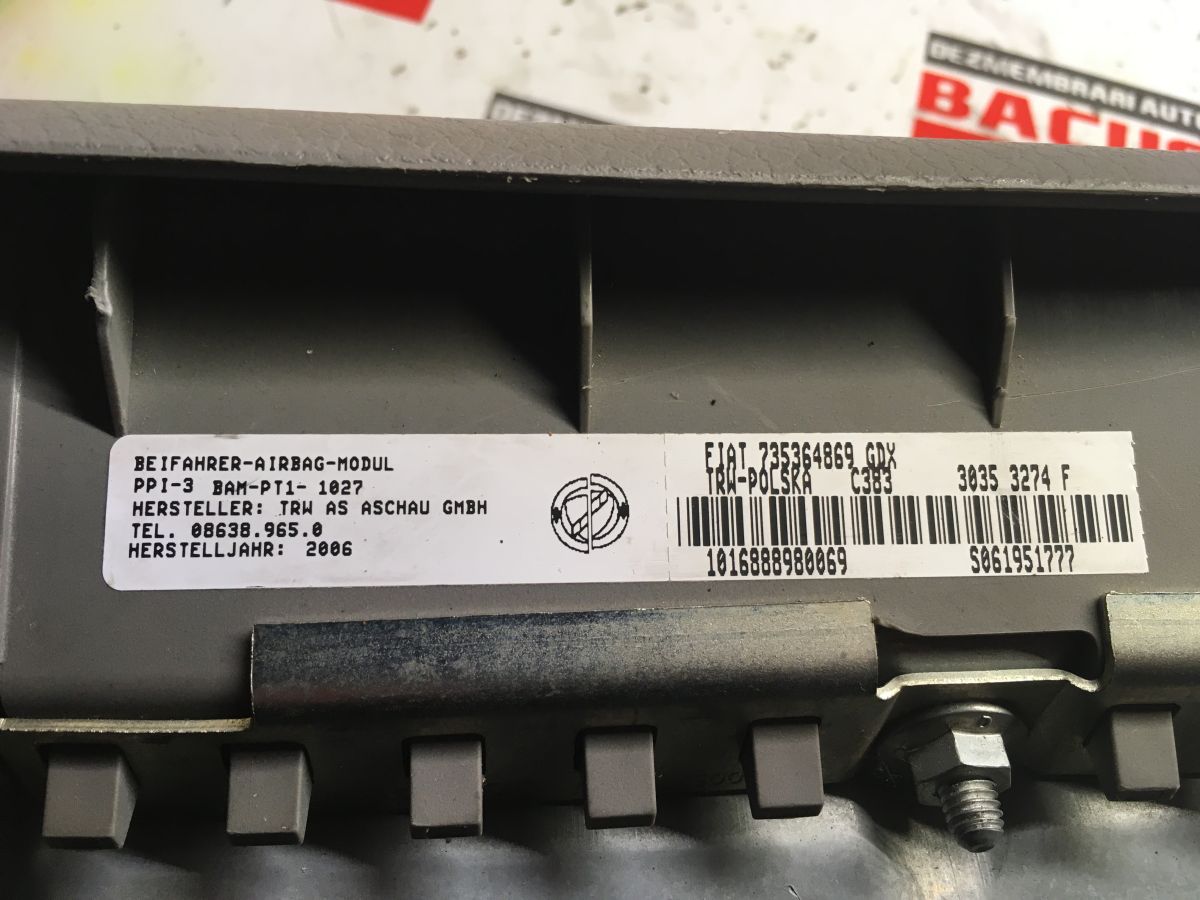 DEZMEMBRARI AUTO
BACUS
BEIFAHRER-AIRBAG-MODUL
PPI-3 BAM-PT1- 1027
HERSTELLER: TRW AS ASCHAU GMBH
TEL. 08638.965.0
HERSTELLJAHR: 2006
FIAT 735364869 GDX
TRW-POLSKA C383 3035 3274 F
1016888980069 S061951777